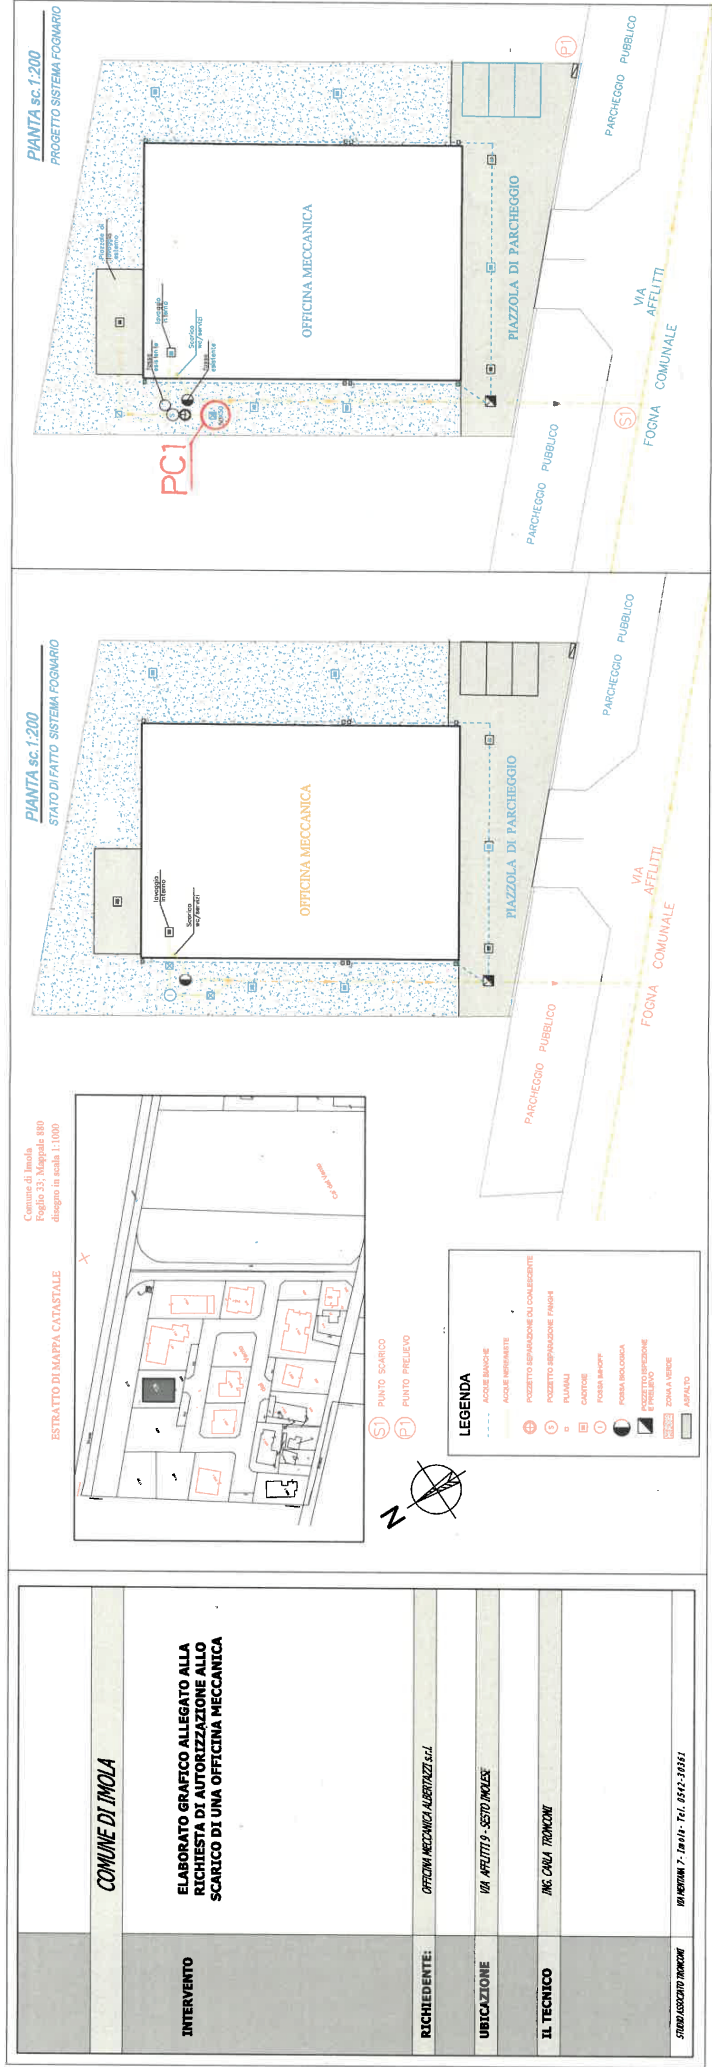 COMUNE DI IMOLA
INTERVENTO
ELABORATO GRAFICO ALLEGATO ALLA
RICHIESTA DI AUTORIZZAZIONE ALLO
SCARICO DI UNA OFFICINA MECCANICA
RICHIEDENTE:
OFFICINA MECCANICA ALBERTAZZI s.r.l.
UBICAZIONE
VIA AFFLITTI 9 - SESTO IMOLESE
IL TECNICO
ING. CARLA TRONCONI
STUDIO ASSOCIATO TRONCONI
VIA MENTANA 7 - Imola - Tel. 0542-30361
ESTRATTO DI MAPPA CATASTALE
Comune di Imola
Foglio 33; Mappale 880
disegno in scala 1:1000
S1 PUNTO SCARICO
P1 PUNTO PRELIEVO
N
LEGENDA
ACQUE BIANCHE
ACQUE NERE/MISTE
POZZETTO SEPARAZIONE OLI COALESCENTE
S POZZETTO SEPARAZIONE FANGHI
PLUVIALI
CADITOIE
I FOSSA IMHOFF
FOSSA BIOLOGICA
POZZETTO ISPEZIONE
E PRELIEVO
ZONA A VERDE
ASFALTO
PIANTA sc.1:200
STATO DI FATTO SISTEMA FOGNARIO
lavaggio
interno
Scarico
wc/servizi
OFFICINA MECCANICA
PIAZZOLA DI PARCHEGGIO
PARCHEGGIO PUBBLICO
PARCHEGGIO PUBBLICO
VIA
AFFLITTI
FOGNA COMUNALE
PIANTA sc.1:200
PROGETTO SISTEMA FOGNARIO
Piazzale di
lavaggio
esterno
fossa
esistente
lavaggio
interno
Scarico
wc/servizi
fossa
esistente
PC1
OFFICINA MECCANICA
PIAZZOLA DI PARCHEGGIO
P1
PARCHEGGIO PUBBLICO
PARCHEGGIO PUBBLICO
VIA
AFFLITTI
S1
FOGNA COMUNALE